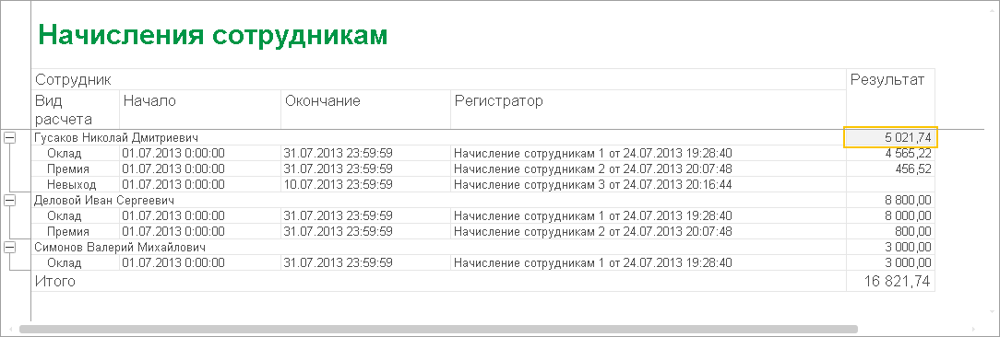 Начисления сотрудникам
Сотрудник Результат
Вид расчета Начало Окончание Регистратор
Гусаков Николай Дмитриевич 5 021,74
Оклад 01.07.2013 0:00:00 31.07.2013 23:59:59 Начисление сотрудникам 1 от 24.07.2013 19:28:40 4 565,22
Премия 01.07.2013 0:00:00 31.07.2013 23:59:59 Начисление сотрудникам 2 от 24.07.2013 20:07:48 456,52
Невыход 01.07.2013 0:00:00 10.07.2013 23:59:59 Начисление сотрудникам 3 от 24.07.2013 20:16:44
Деловой Иван Сергеевич 8 800,00
Оклад 01.07.2013 0:00:00 31.07.2013 23:59:59 Начисление сотрудникам 1 от 24.07.2013 19:28:40 8 000,00
Премия 01.07.2013 0:00:00 31.07.2013 23:59:59 Начисление сотрудникам 2 от 24.07.2013 20:07:48 800,00
Симонов Валерий Михайлович 3 000,00
Оклад 01.07.2013 0:00:00 31.07.2013 23:59:59 Начисление сотрудникам 1 от 24.07.2013 19:28:40 3 000,00
Итого 16 821,74